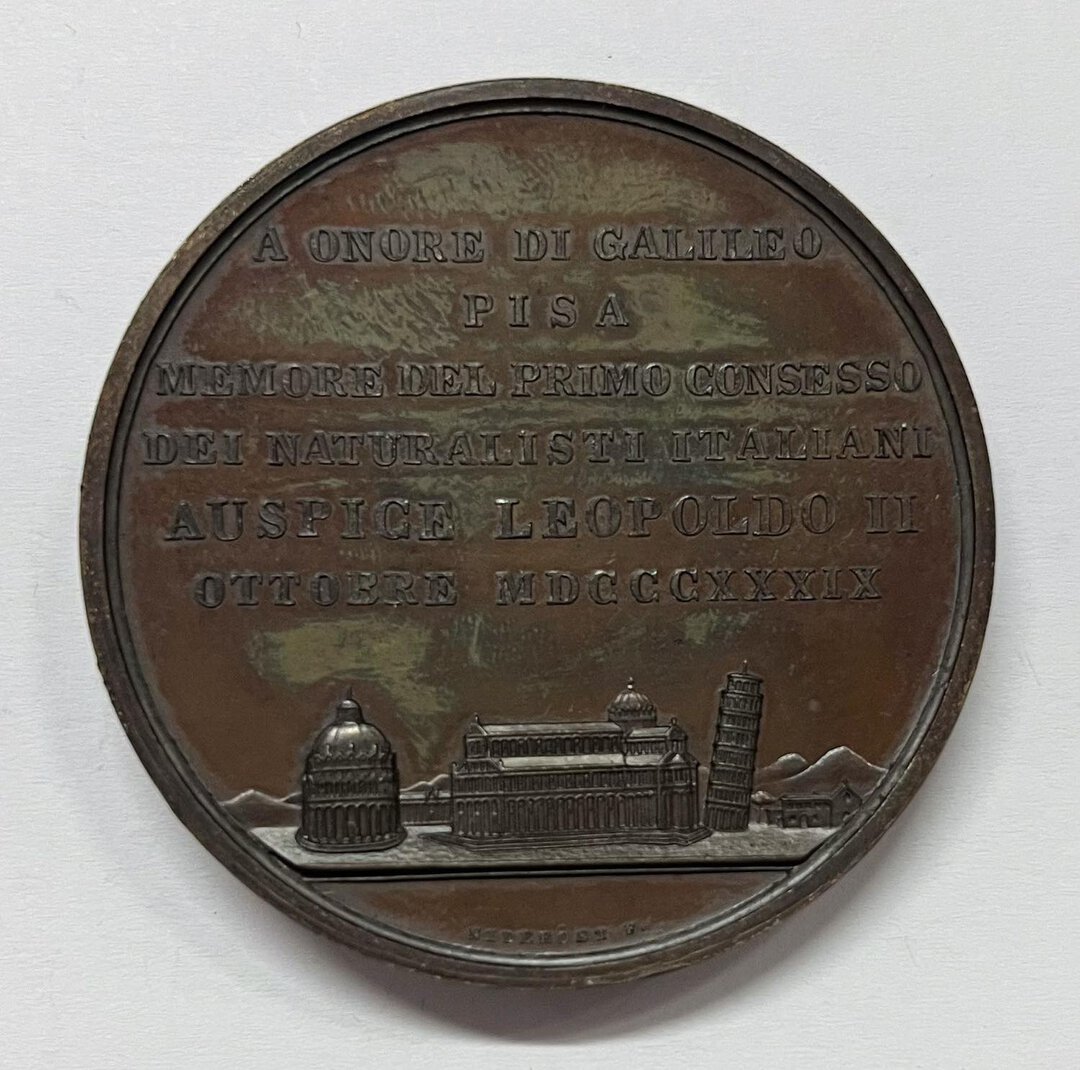 A ONORE DI GALILEO
PISA
MEMORE DEL PRIMO CONSESSO
DEI NATURALISTI ITALIANI
AUSPICE LEOPOLDO II
OTTOBRE MDCCCXXXIX
F.